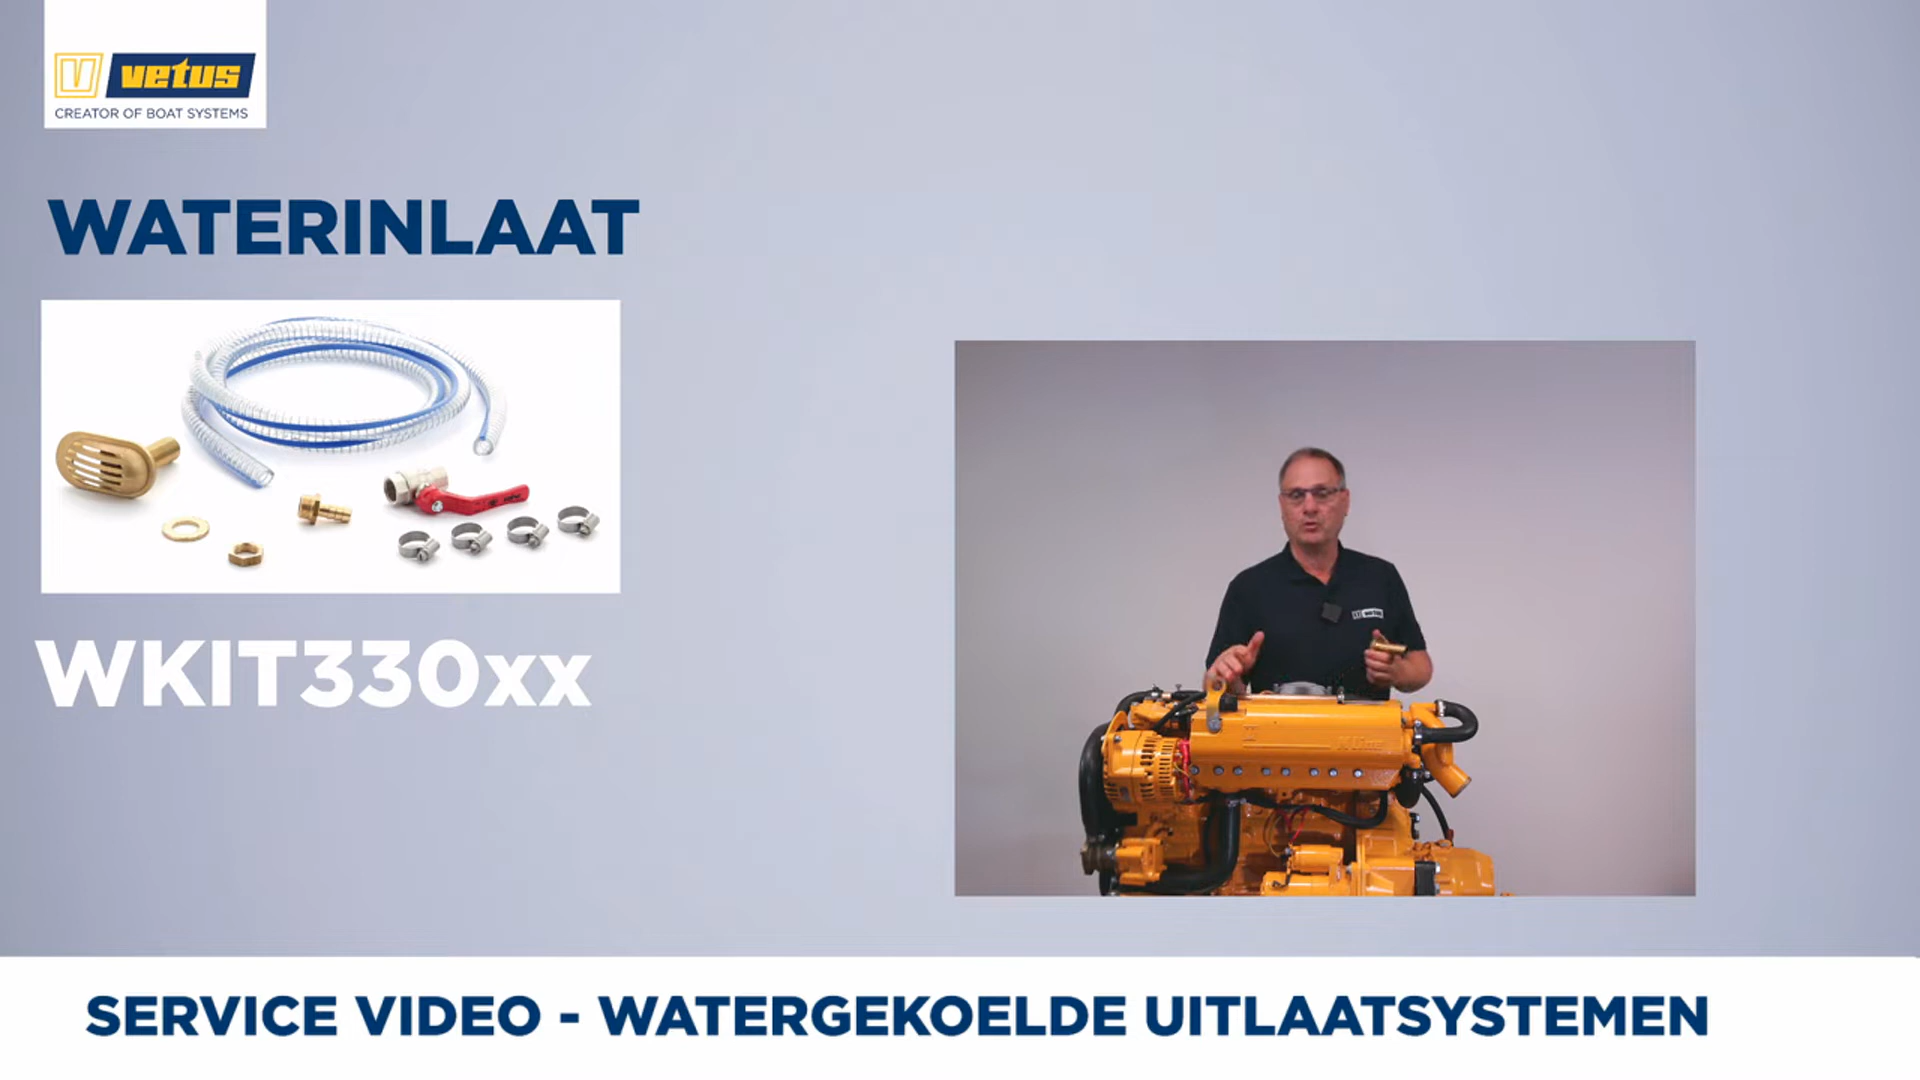 V vetus
CREATOR OF BOAT SYSTEMS
WATERINLAAT
WKIT330xx
SERVICE VIDEO - WATERGEKOELDE UITLAATSYSTEMEN